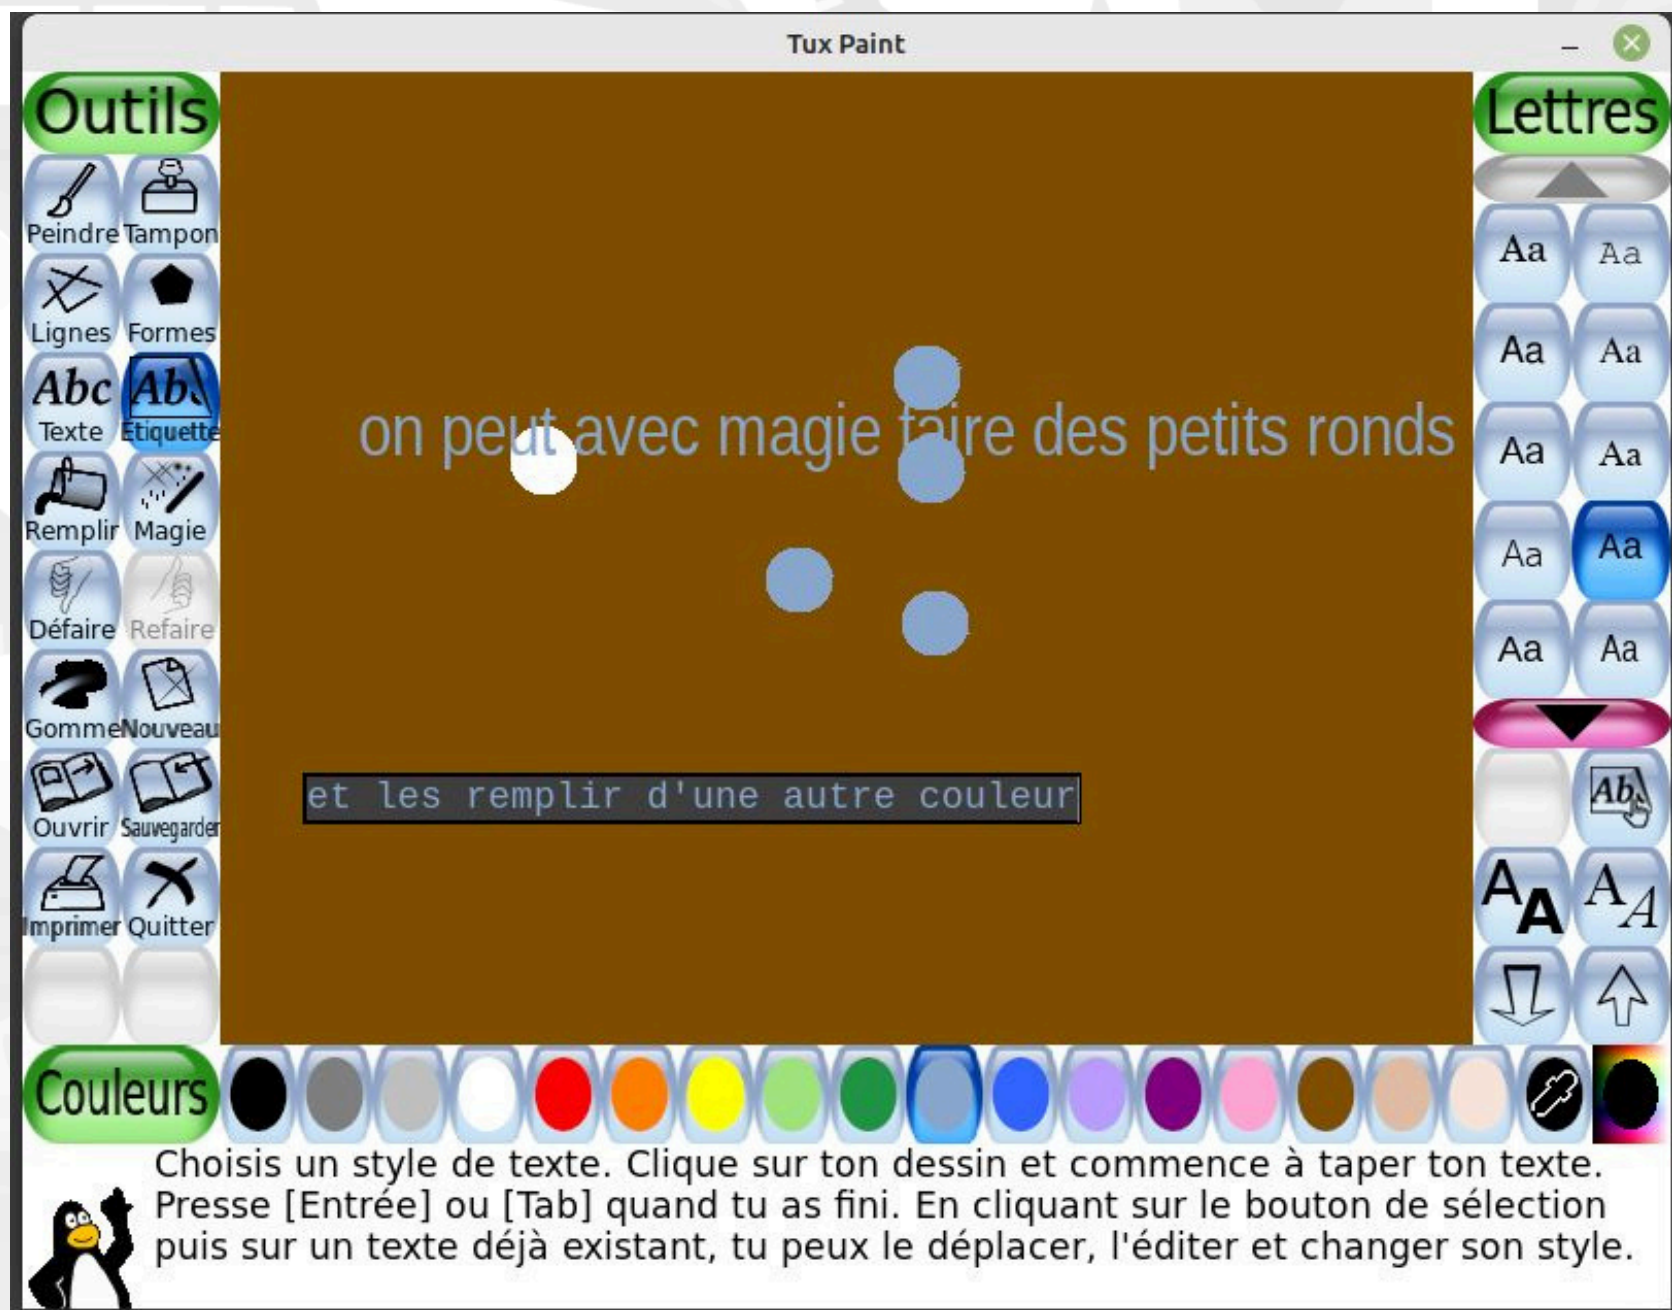 Tux Paint
Outils
Lettres
Peindre Tampon
Lignes Formes
Abc Abc
Texte Etiquette
Remplir Magie
Défaire Refaire
Gomme Nouveau
Ouvrir Sauvegarder
Imprimer Quitter
on peut avec magie faire des petits ronds
et les remplir d'une autre couleur
Aa Aa
Aa Aa
Aa Aa
Aa Aa
Aa Aa
Ab
AA AA
Couleurs
Choisis un style de texte. Clique sur ton dessin et commence à taper ton texte.
Presse [Entrée] ou [Tab] quand tu as fini. En cliquant sur le bouton de sélection
puis sur un texte déjà existant, tu peux le déplacer, l'éditer et changer son style.